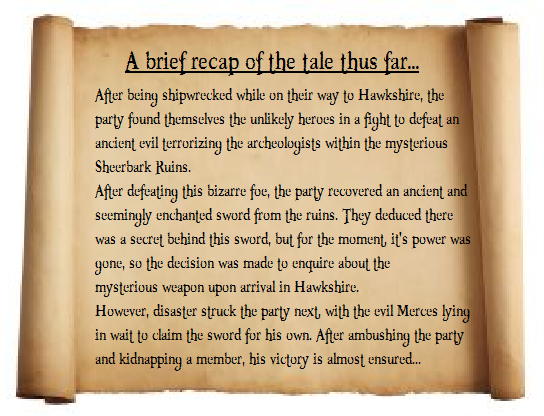 A brief recap of the tale thus far...
After being shipwrecked while on their way to Hawkshire, the
party found themselves the unlikely heroes in a fight to defeat an
ancient evil terrorizing the archeologists within the mysterious
Sheerbark Ruins.
After defeating this bizarre foe, the party recovered an ancient and
seemingly enchanted sword from the ruins. They deduced there
was a secret behind this sword, but for the moment, it's power was
gone, so the decision was made to enquire about the
mysterious weapon upon arrival in Hawkshire.
However, disaster struck the party next, with the evil Merces lying
in wait to claim the sword for his own. After ambushing the party
and kidnapping a member, his victory is almost ensured...